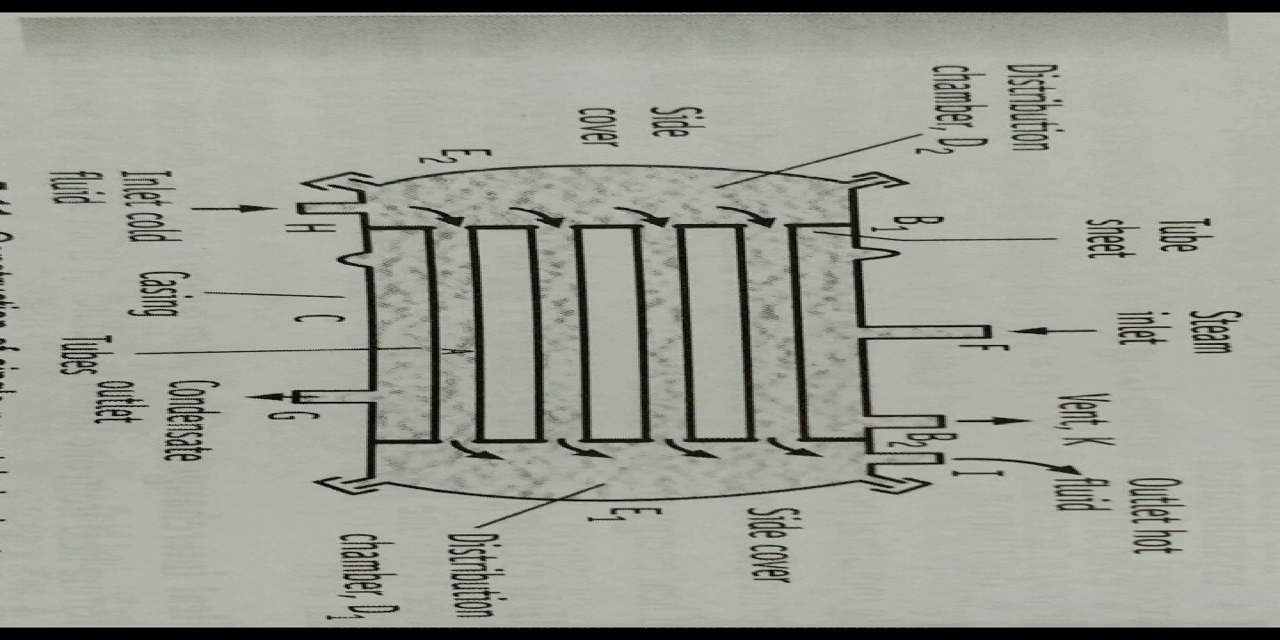 Steam
inlet
F
Tube
sheet
B1
Outlet hot
fluid
I
Vent, K
B2
Distribution
chamber, D2
Side
cover
E2
Side cover
E1
Distribution
chamber, D1
A
H
C
G
Inlet cold
fluid
Casing
Condensate
outlet
Tubes